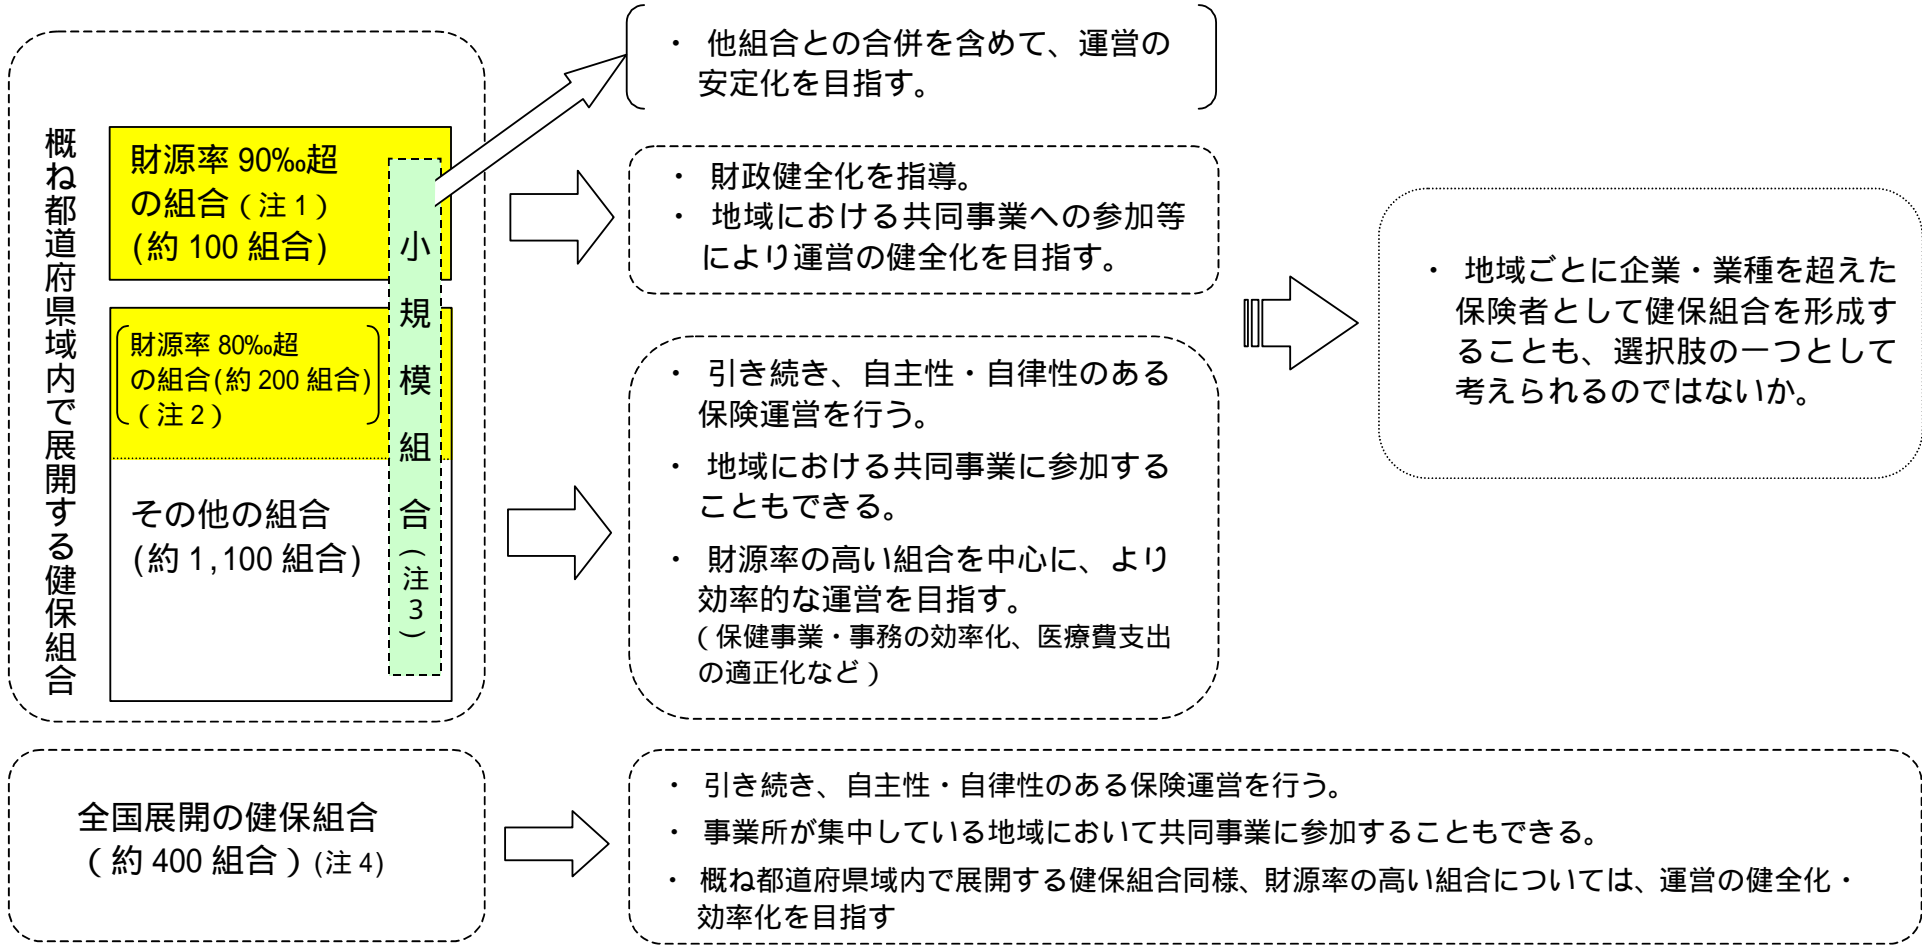 概ね都道府県域内で展開する健保組合
財源率 90‰超
の組合（注 1）
(約 100 組合)
財源率 80‰超
の組合(約 200 組合)
（注 2）
その他の組合
(約 1,100 組合)
小規模組合（注3）
・ 他組合との合併を含めて、運営の
安定化を目指す。
・ 財政健全化を指導。
・ 地域における共同事業への参加等
により運営の健全化を目指す。
・ 引き続き、自主性・自律性のある
保険運営を行う。
・ 地域における共同事業に参加する
こともできる。
・ 財源率の高い組合を中心に、より
効率的な運営を目指す。
（保健事業・事務の効率化、医療費支出
の適正化など）
・ 地域ごとに企業・業種を超えた
保険者として健保組合を形成す
ることも、選択肢の一つとして
考えられるのではないか。
全国展開の健保組合
（約 400 組合）(注 4)
・ 引き続き、自主性・自律性のある保険運営を行う。
・ 事業所が集中している地域において共同事業に参加することもできる。
・ 概ね都道府県域内で展開する健保組合同様、財源率の高い組合については、運営の健全化・
効率化を目指す